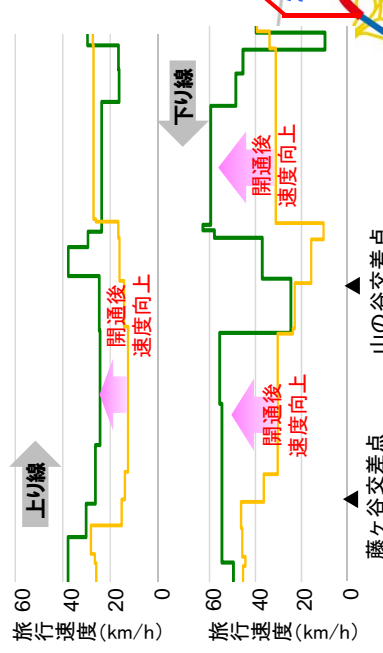 上り線
旅行速度(km/h)
60
40
20
0
開通後
速度向上
下り線
旅行速度(km/h)
60
40
20
0
開通後
速度向上
開通後
速度向上
藤ヶ谷交差点
山の谷交差点